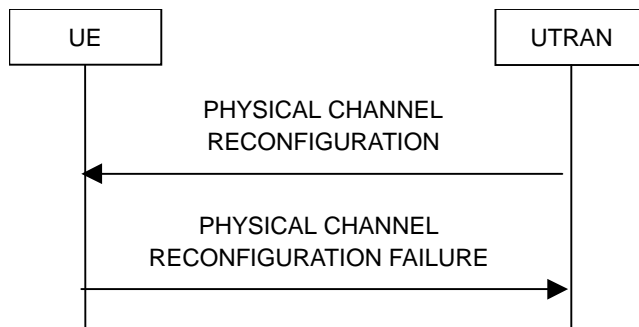 UE
UTRAN
PHYSICAL CHANNEL
RECONFIGURATION
PHYSICAL CHANNEL
RECONFIGURATION FAILURE